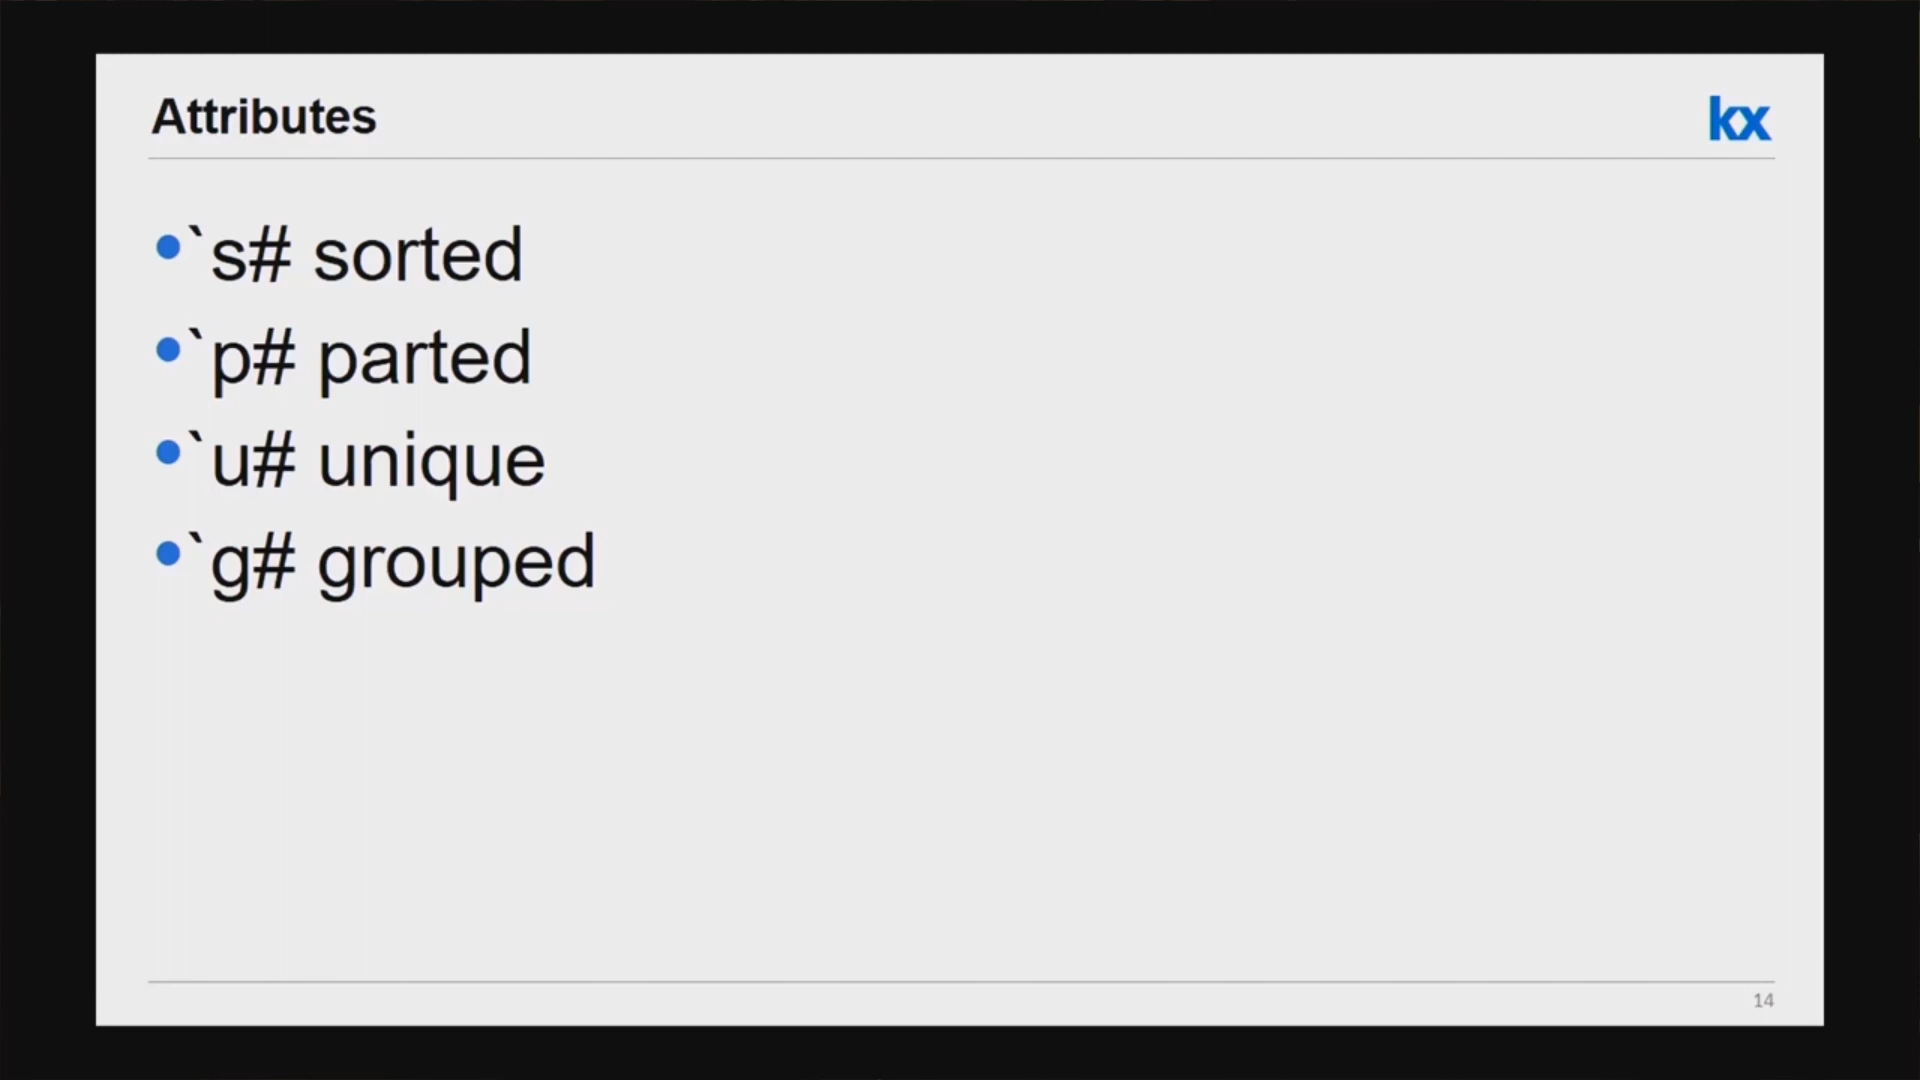 Attributes
kx
•`s# sorted
•`p# parted
•`u# unique
•`g# grouped
14